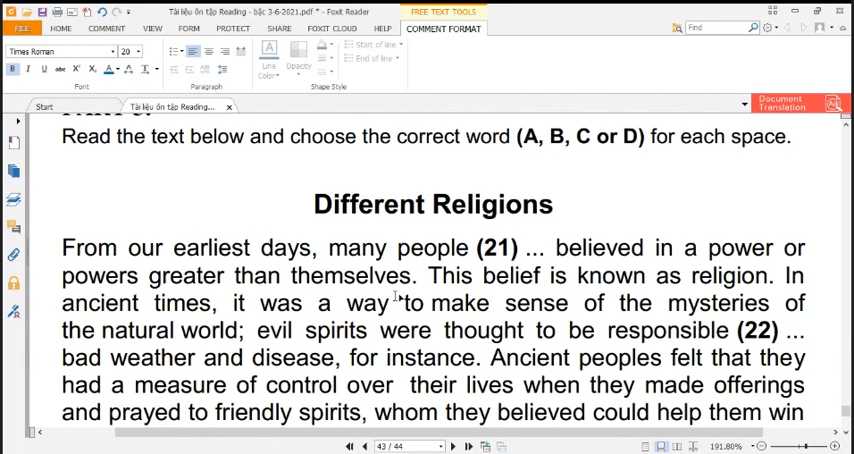 Tài liệu ôn tập Reading - bậc 3-6-2021.pdf * - Foxit Reader
FREE TEXT TOOLS
FILE HOME COMMENT VIEW FORM PROTECT SHARE FOXIT CLOUD HELP COMMENT FORMAT
Find
Times Roman 20
Start of line
End of line
B I U abc X² X₂ A A T
Line Color Opacity
Font Paragraph Shape Style
Start
Tài liệu ôn tập Reading...
Document Translation
Read the text below and choose the correct word (A, B, C or D) for each space.
Different Religions
From our earliest days, many people (21) ... believed in a power or
powers greater than themselves. This belief is known as religion. In
ancient times, it was a way to make sense of the mysteries of
the natural world; evil spirits were thought to be responsible (22) ...
bad weather and disease, for instance. Ancient peoples felt that they
had a measure of control over their lives when they made offerings
and prayed to friendly spirits, whom they believed could help them win
43 / 44
191.80%